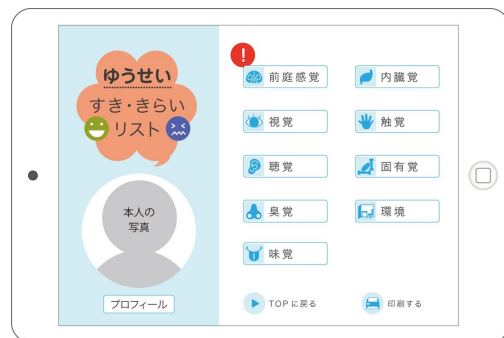 ゆうせい
すき・きらい
リスト
本人の
写真
プロフィール
!
前庭感覚
内臓覚
視覚
触覚
聴覚
固有覚
臭覚
環境
味覚
TOPに戻る
印刷する